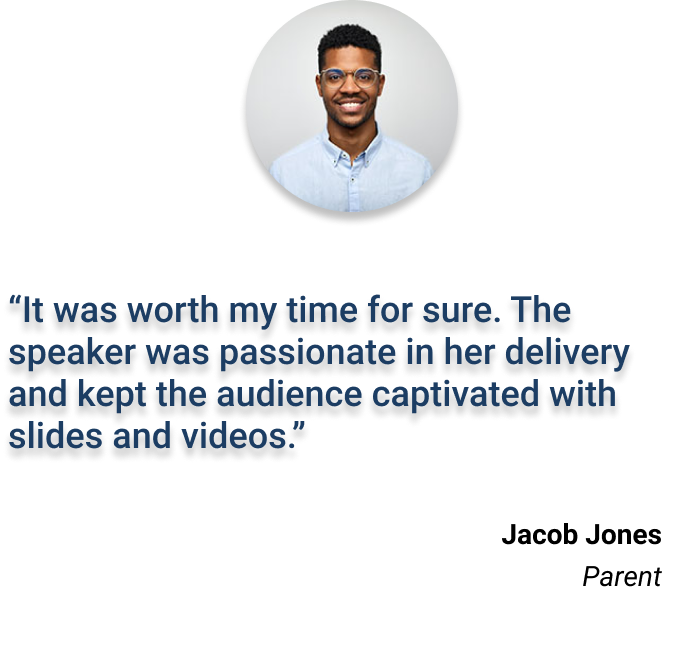 “It was worth my time for sure. The
speaker was passionate in her delivery
and kept the audience captivated with
slides and videos.”
Jacob Jones
Parent